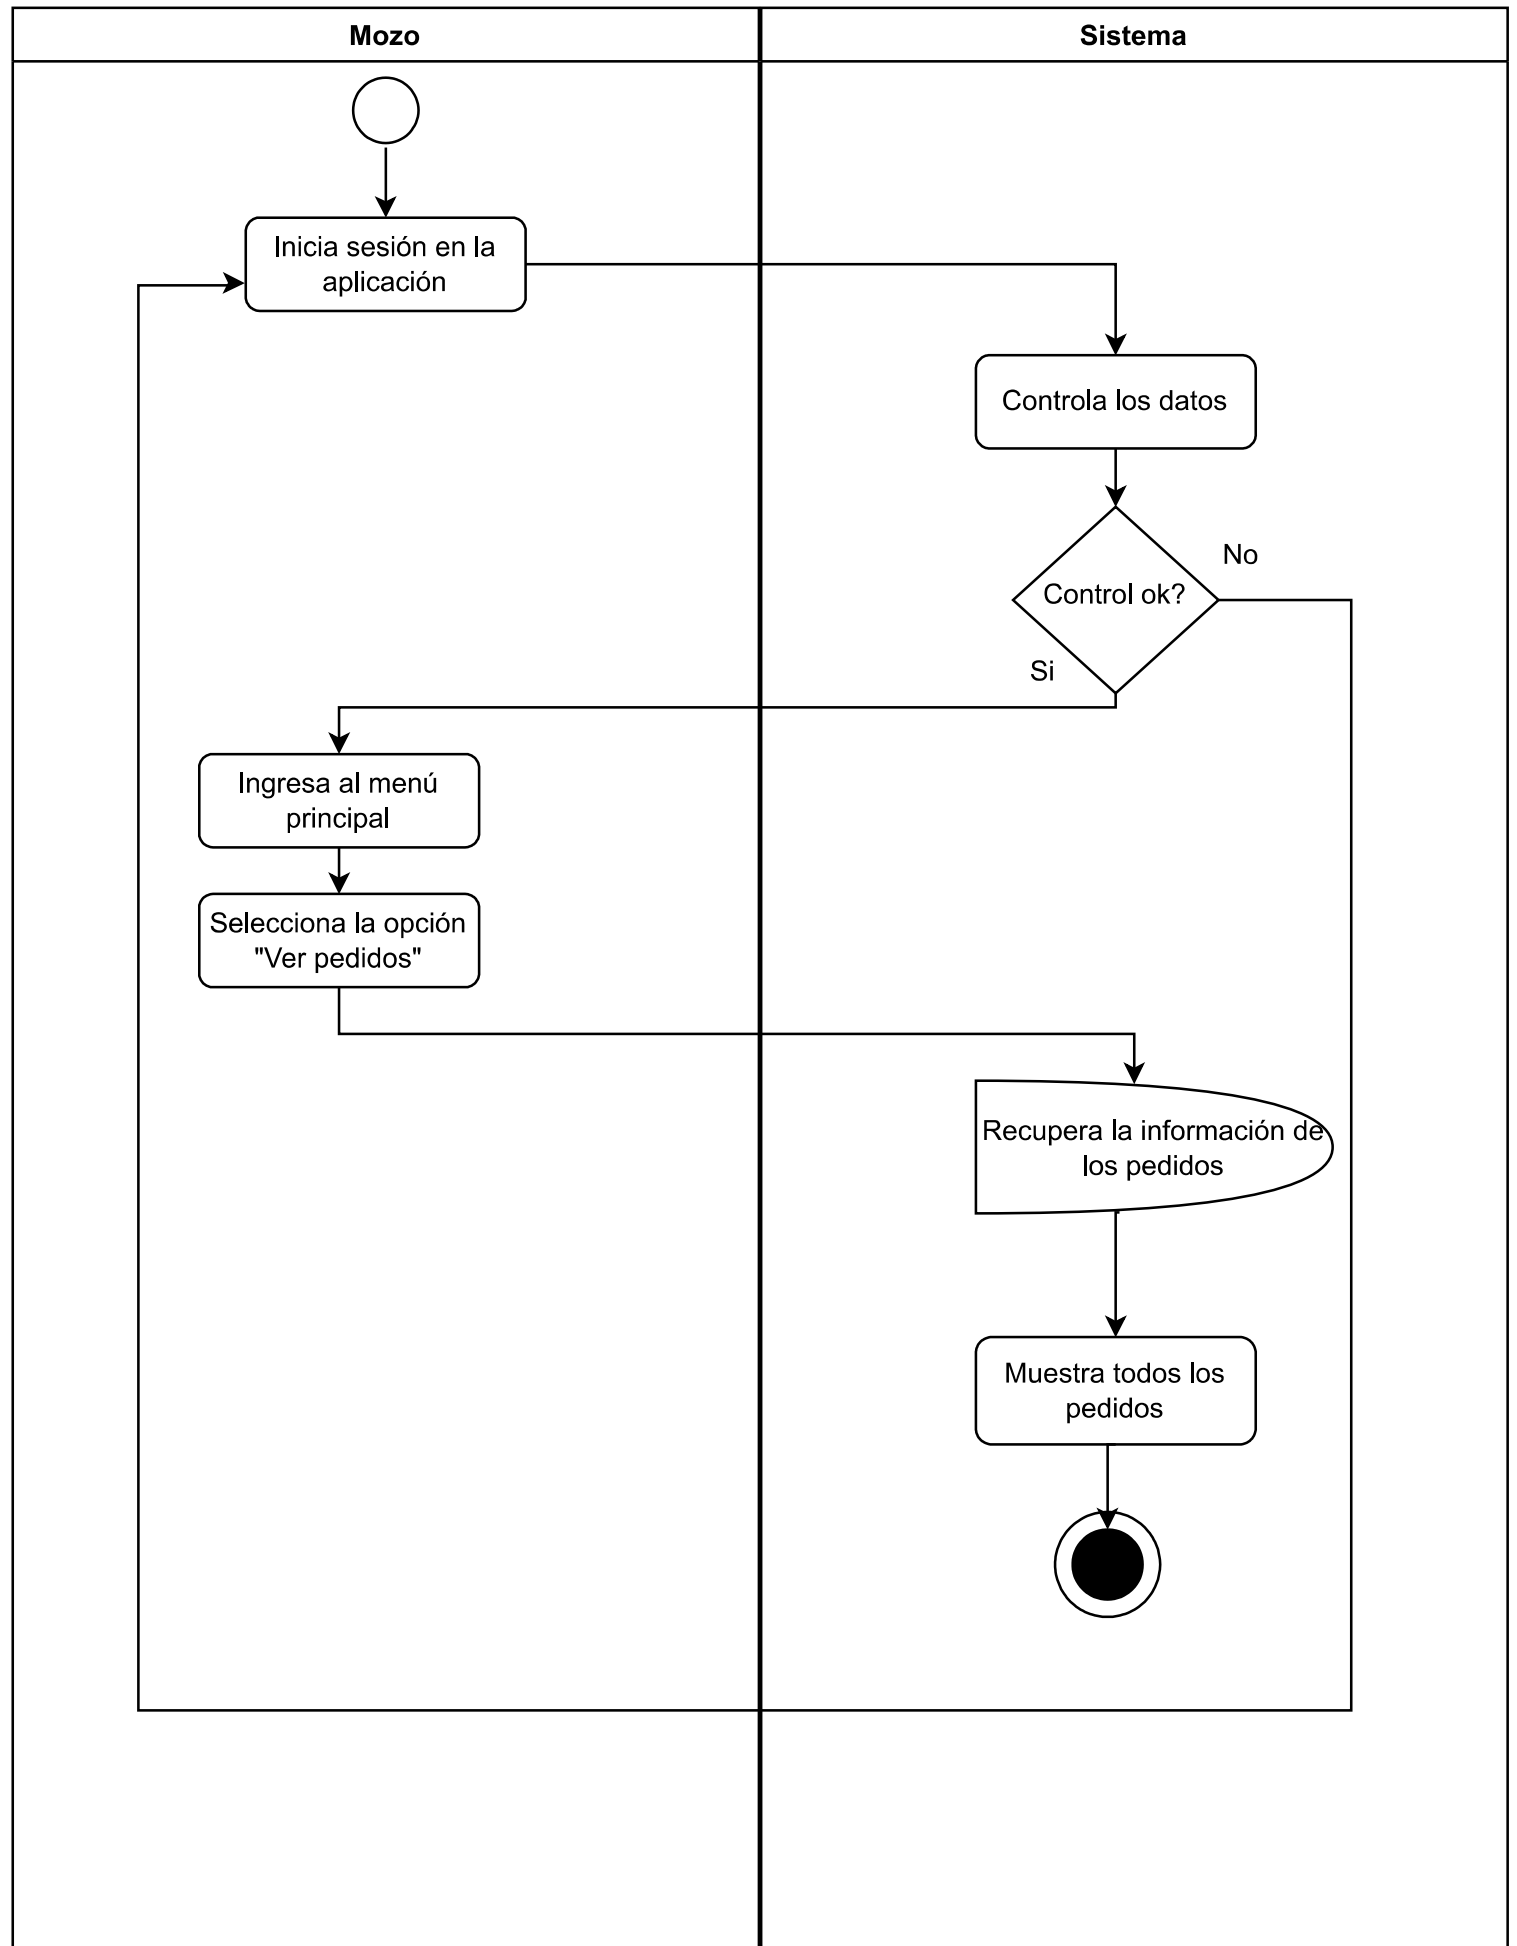 Mozo
Sistema
Inicia sesión en la
aplicación
Controla los datos
Control ok?
No
Si
Ingresa al menú
principal
Selecciona la opción
"Ver pedidos"
Recupera la información de
los pedidos
Muestra todos los
pedidos